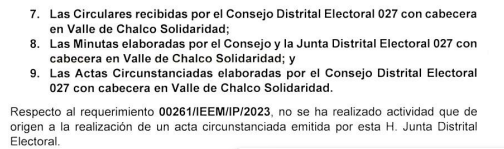 7. Las Circulares recibidas por el Consejo Distrital Electoral 027 con cabecera
en Valle de Chalco Solidaridad;
8. Las Minutas elaboradas por el Consejo y la Junta Distrital Electoral 027 con
cabecera en Valle de Chalco Solidaridad; y
9. Las Actas Circunstanciadas elaboradas por el Consejo Distrital Electoral
027 con cabecera en Valle de Chalco Solidaridad.
Respecto al requerimiento 00261/IEEM/IP/2023, no se ha realizado actividad que de
origen a la realización de un acta circunstanciada emitida por esta H. Junta Distrital
Electoral.